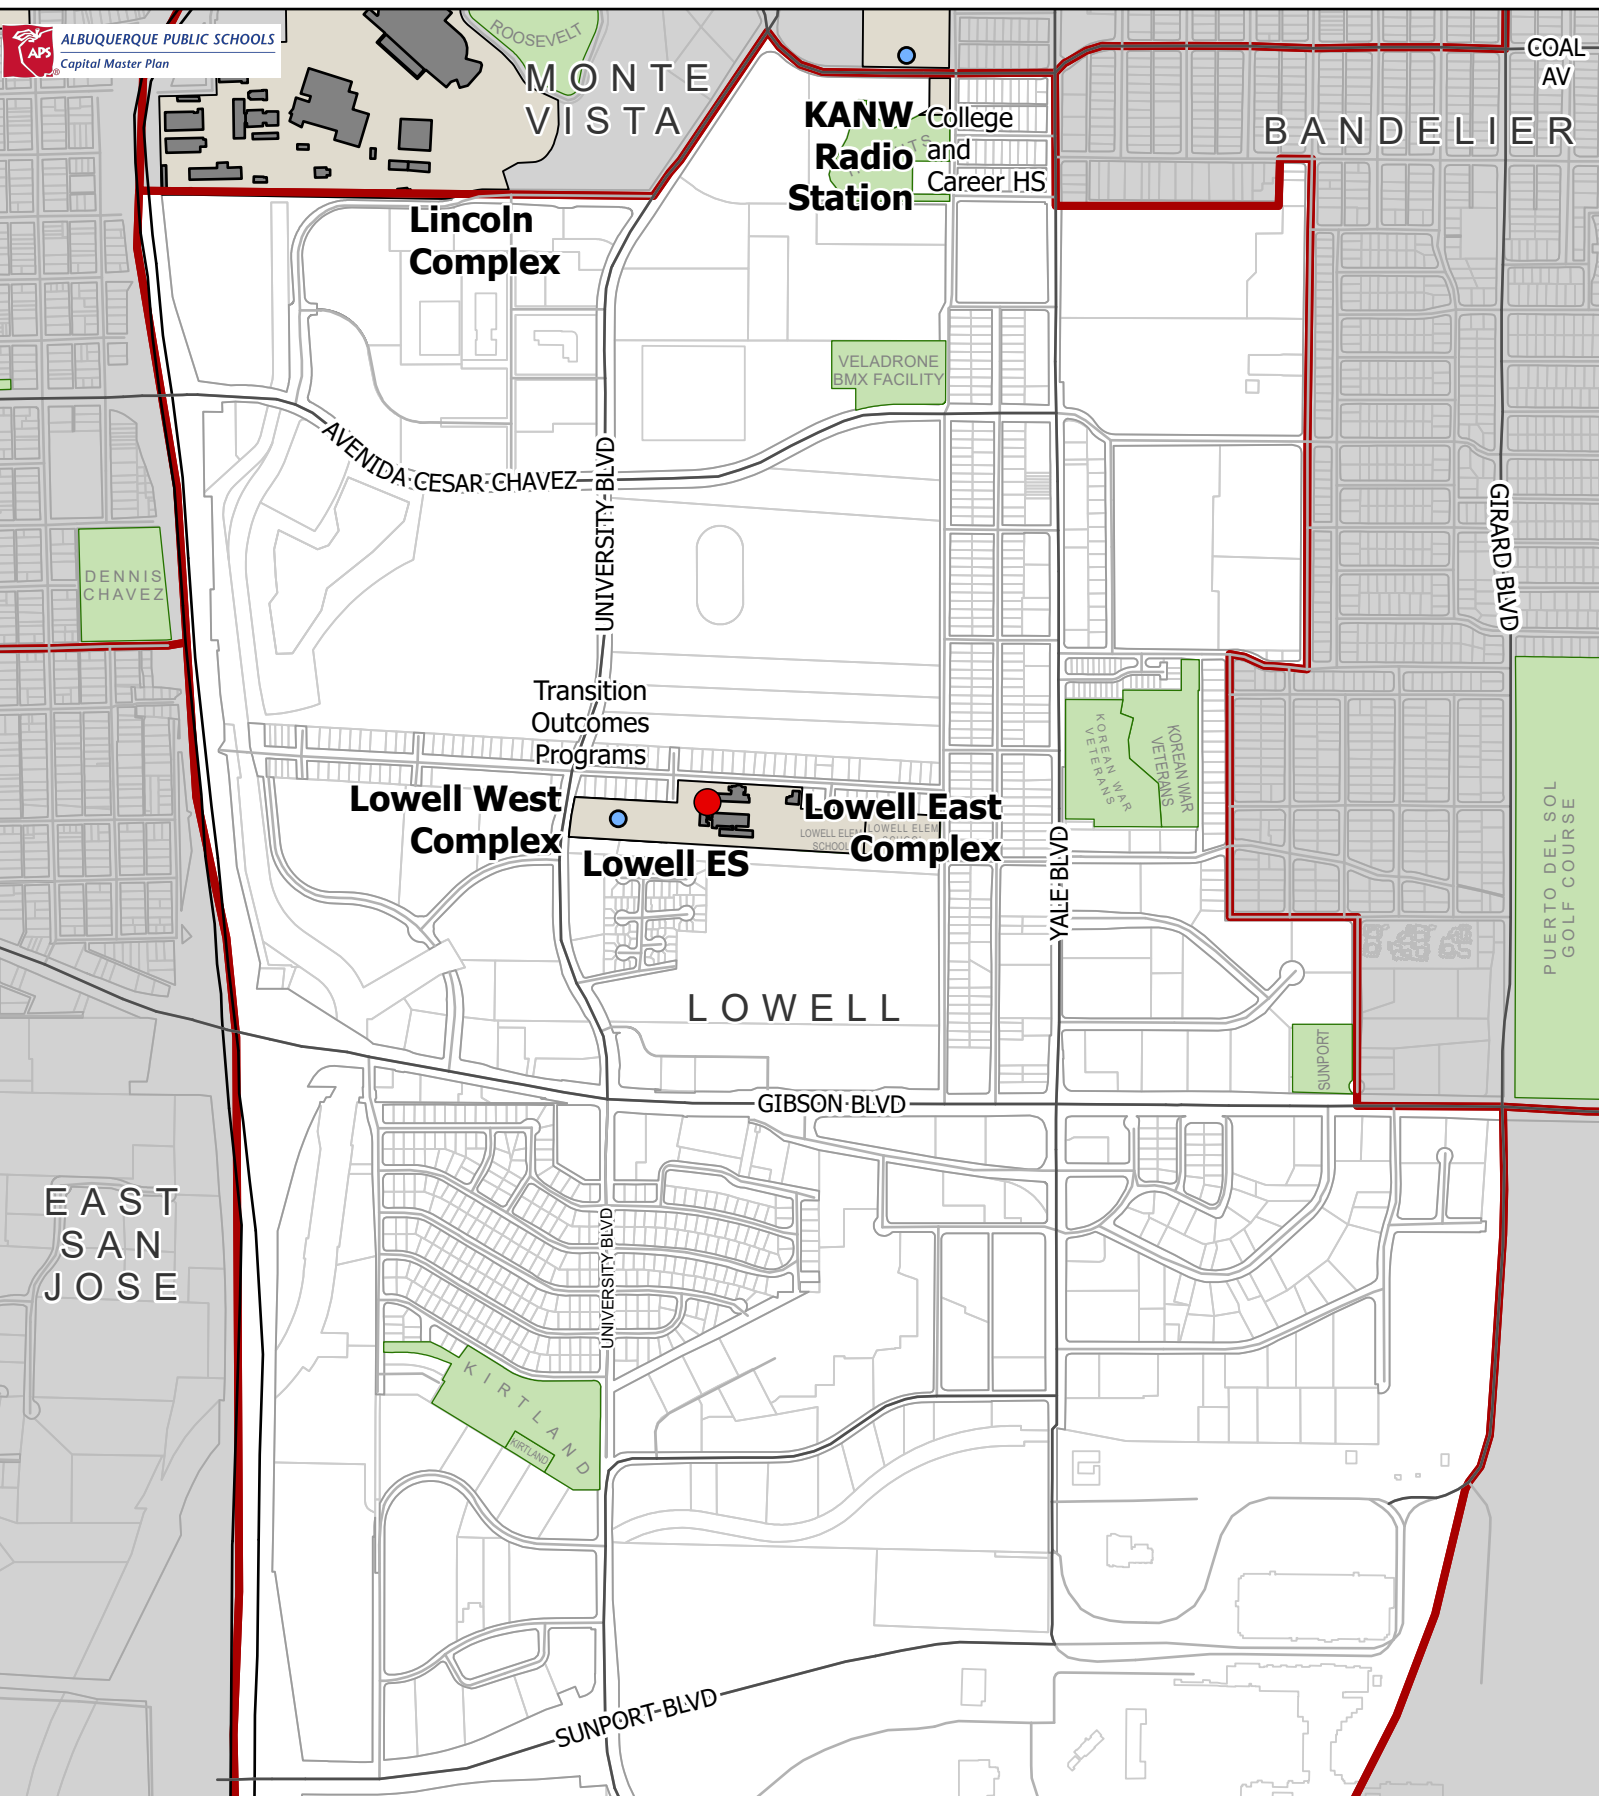 ALBUQUERQUE PUBLIC SCHOOLS
Capital Master Plan
APS
®
ROOSEVELT
MONTE
VISTA
COAL
AV
BANDELIER
KANW
Radio
Station
College
and
Career HS
Lincoln
Complex
VELADRONE
BMX FACILITY
AVENIDA CESAR CHAVEZ
UNIVERSITY BLVD
GIRARD BLVD
DENNIS
CHAVEZ
Transition
Outcomes
Programs
KOREAN WAR
VETERANS
KOREAN WAR
VETERANS
Lowell West
Complex
Lowell East
Complex
LOWELL ELEM
SCHOOL
LOWELL ELEM
Lowell ES
YALE BLVD
PUERTO DEL SOL
GOLF COURSE
LOWELL
SUNPORT
GIBSON BLVD
EAST
SAN
JOSE
UNIVERSITY BLVD
KIRTLAND
KIRTLAND
SUNPORT BLVD